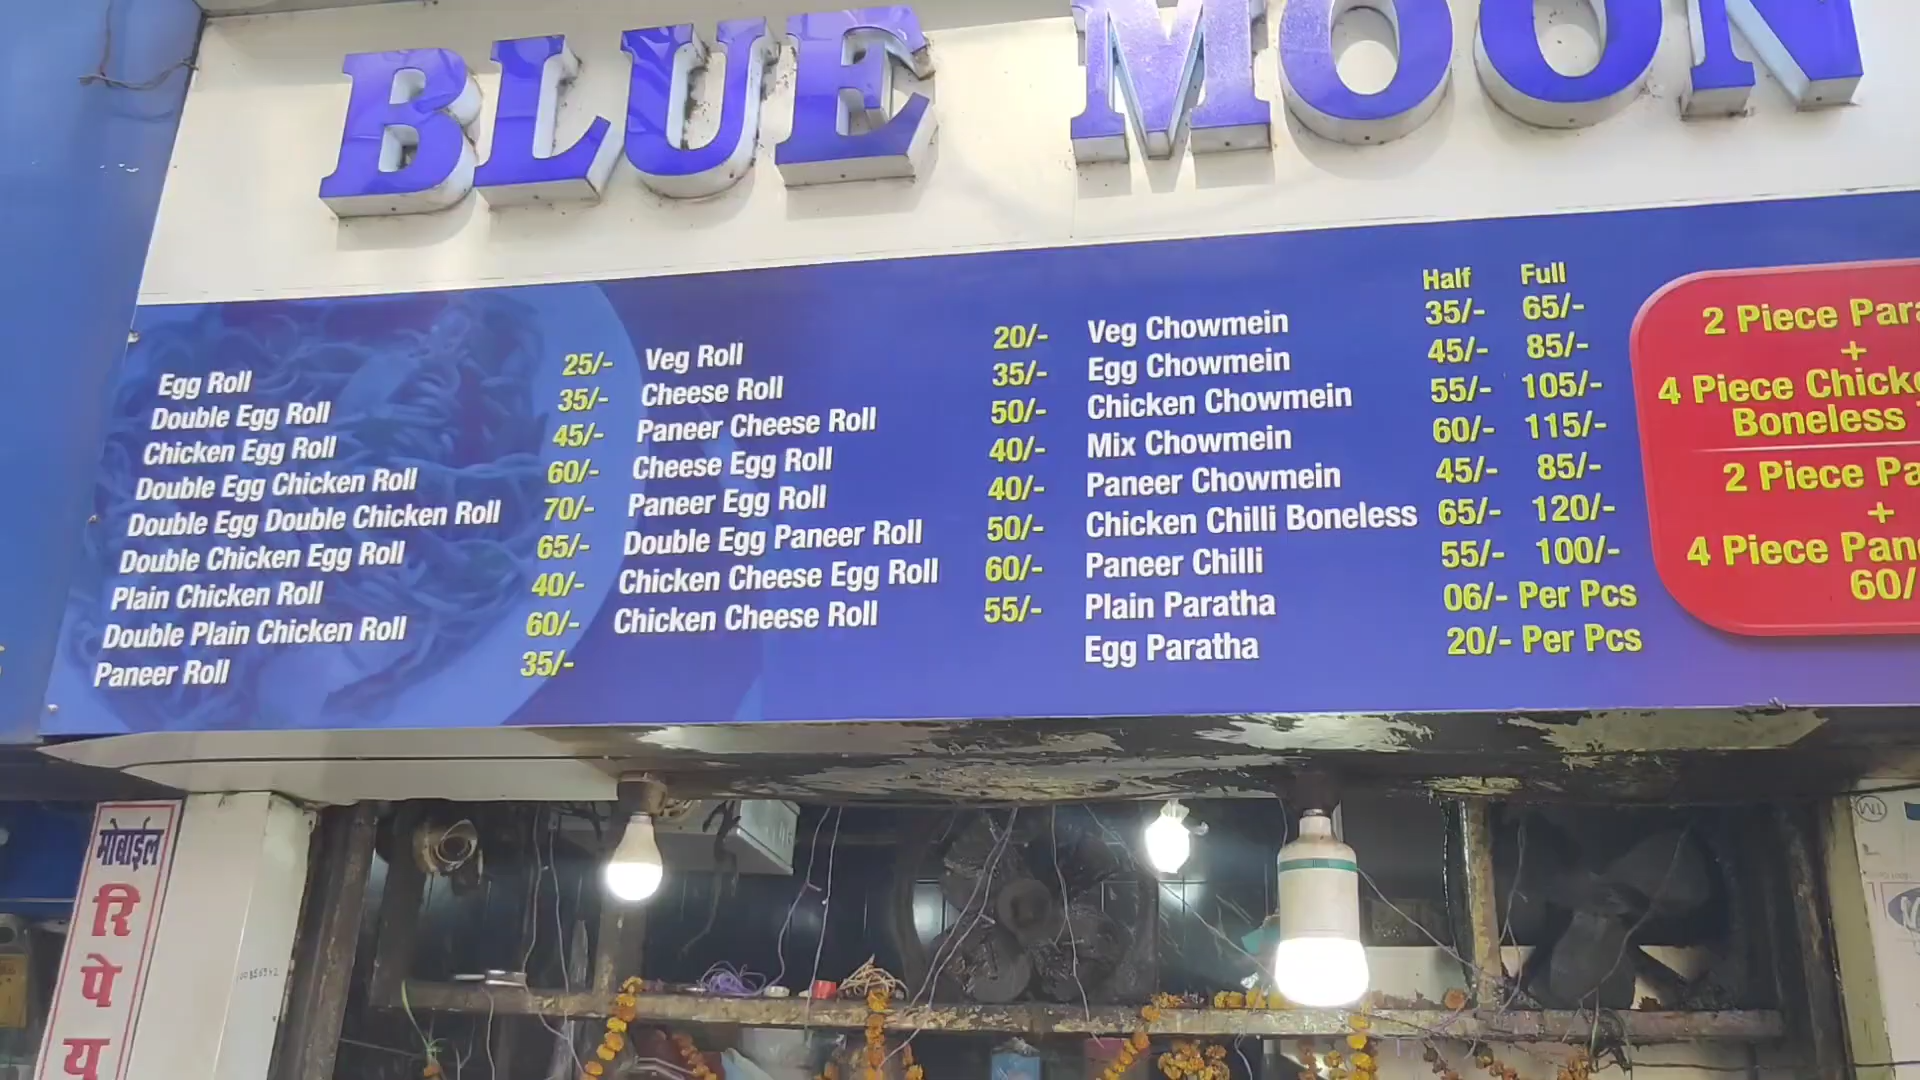 BLUE MOON
Egg Roll 25/-
Double Egg Roll 35/-
Chicken Egg Roll 45/-
Double Egg Chicken Roll 60/-
Double Egg Double Chicken Roll 70/-
Double Chicken Egg Roll 65/-
Plain Chicken Roll 40/-
Double Plain Chicken Roll 60/-
Paneer Roll 35/-
Veg Roll 20/-
Cheese Roll 35/-
Paneer Cheese Roll 50/-
Cheese Egg Roll 40/-
Paneer Egg Roll 40/-
Double Egg Paneer Roll 50/-
Chicken Cheese Egg Roll 60/-
Chicken Cheese Roll 55/-
Half Full
Veg Chowmein 35/- 65/-
Egg Chowmein 45/- 85/-
Chicken Chowmein 55/- 105/-
Mix Chowmein 60/- 115/-
Paneer Chowmein 45/- 85/-
Chicken Chilli Boneless 65/- 120/-
Paneer Chilli 55/- 100/-
Plain Paratha 06/- Per Pcs
Egg Paratha 20/- Per Pcs
2 Piece
+
4 Piece
Boneless
2 Piece
+
4 Piece
60/
मोबाईल
रि
पे
य